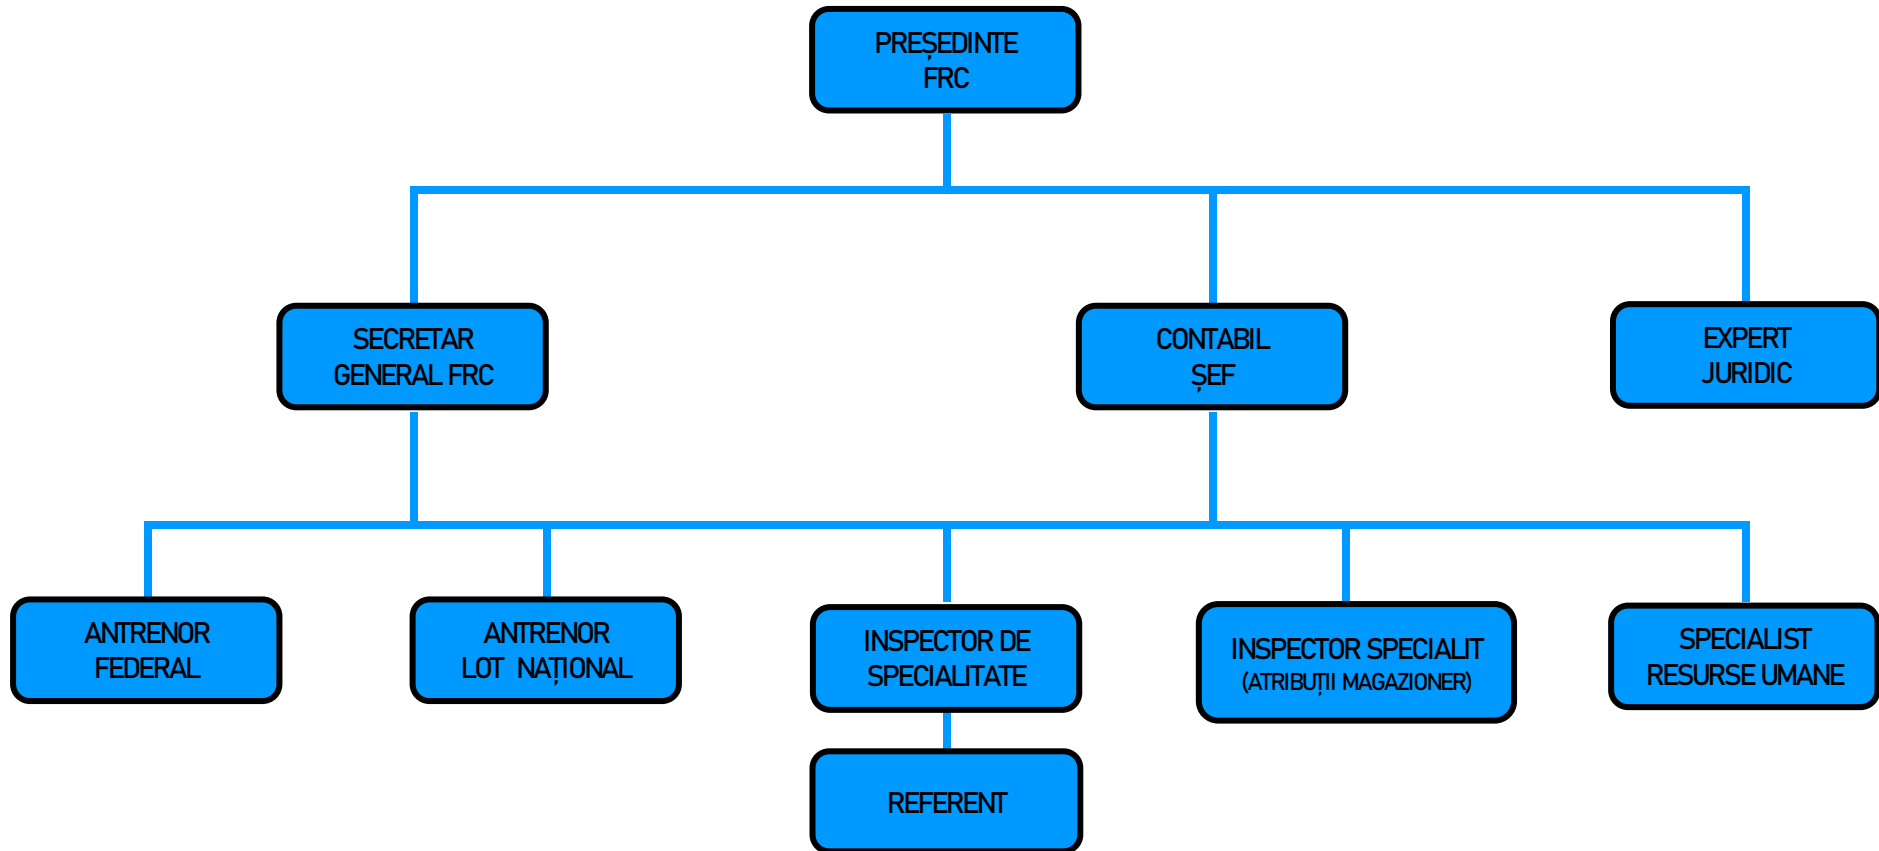 PREȘEDINTE
FRC
SECRETAR
GENERAL FRC
CONTABIL
ȘEF
EXPERT
JURIDIC
ANTRENOR
FEDERAL
ANTRENOR
LOT NAȚIONAL
INSPECTOR DE
SPECIALITATE
INSPECTOR SPECIALIT
(ATRIBUȚII MAGAZIONER)
SPECIALIST
RESURSE UMANE
REFERENT